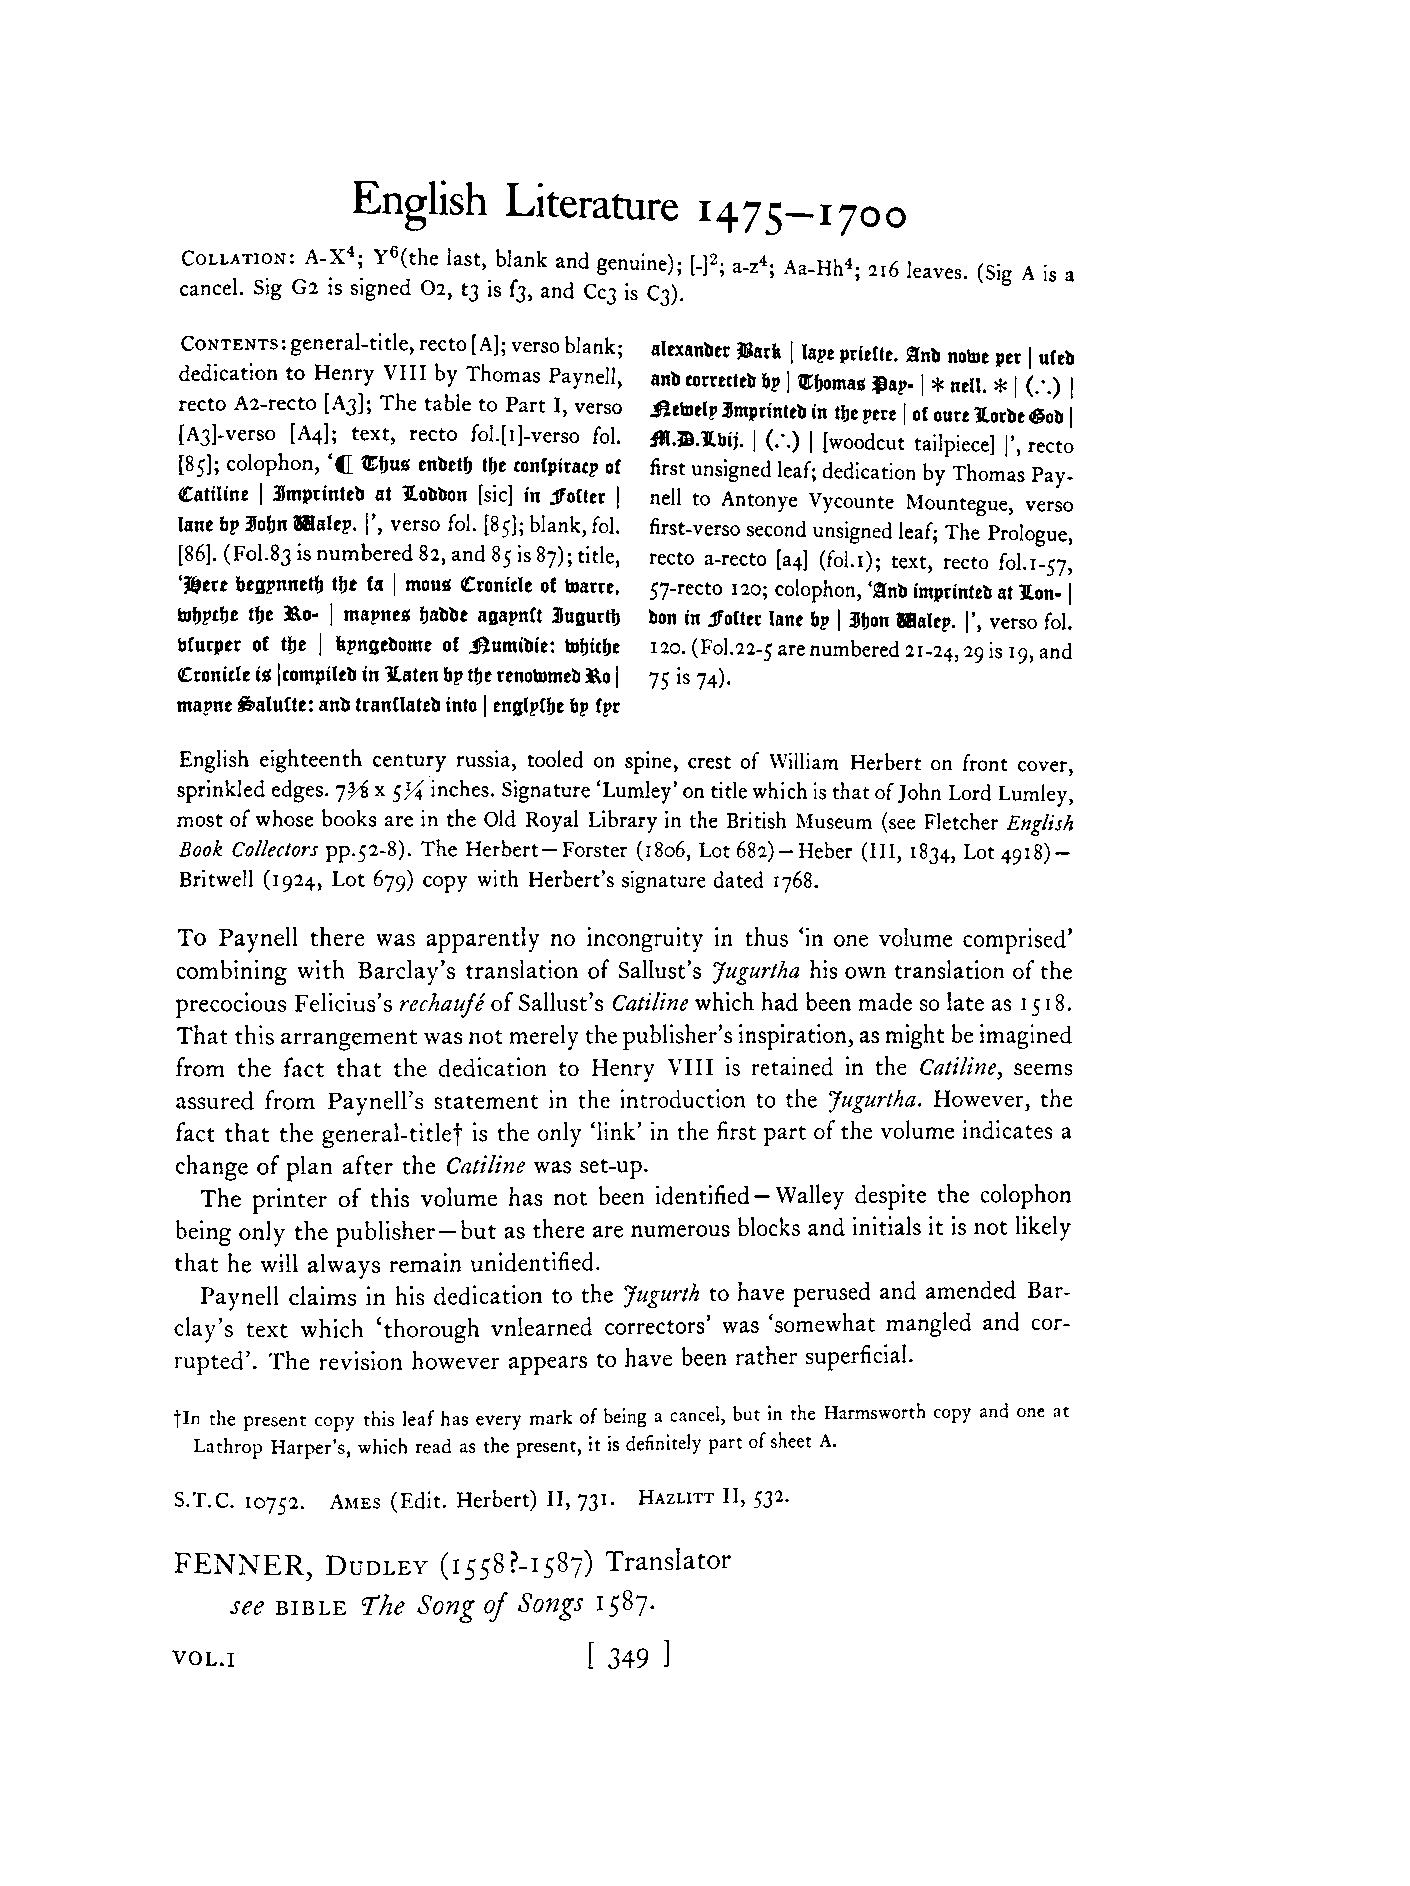 English Literature 1475–1700
COLLATION: A-X⁴; Y⁶(the last, blank and genuine); [-]²; a-z⁴; Aa-Hh⁴; 216 leaves. (Sig A is a
cancel. Sig G2 is signed O2, t3 is f3, and Cc3 is C3).
CONTENTS: general-title, recto [A]; verso blank;
dedication to Henry VIII by Thomas Paynell,
recto A2-recto [A3]; The table to Part I, verso
[A3]-verso [A4]; text, recto fol.[1]-verso fol.
[85]; colophon, ‘¶ Thus endeth the conſpiracy of
Catiline | Imprinted at Loddon [sic] in Foſter |
lane by John Waley. |’, verso fol. [85]; blank, fol.
[86]. (Fol.83 is numbered 82, and 85 is 87); title,
‘Here begynneth the fa | mous Cronicle of warre,
whyche the Ro- | maynes hadde agaynſt Jugurth
vſurper of the | kyngedome of Numidie: whiche
Cronicle is |compiled in Laten by the renowmed Ro |
mayne Saluſte: and tranſlated into | englyſhe by ſyr
alexander Bark | laye prieſte. And nowe per | uſed
and corrected by | Thomas Pay- | * nell. * | (∴) |
Newely Imprinted in the yere | of oure Lorde God |
M.D.Lvij. | (∴) | [woodcut tailpiece] |’, recto
first unsigned leaf; dedication by Thomas Pay-
nell to Antonye Vycounte Mountegue, verso
first-verso second unsigned leaf; The Prologue,
recto a-recto [a4] (fol.1); text, recto fol.1-57,
57-recto 120; colophon, ‘And imprinted at Lon- |
don in Foſter lane by | Jhon Waley. |’, verso fol.
120. (Fol.22-5 are numbered 21-24, 29 is 19, and
75 is 74).
English eighteenth century russia, tooled on spine, crest of William Herbert on front cover,
sprinkled edges. 7⅜ x 5¼ inches. Signature ‘Lumley’ on title which is that of John Lord Lumley,
most of whose books are in the Old Royal Library in the British Museum (see Fletcher English
Book Collectors pp.52-8). The Herbert—Forster (1806, Lot 682)—Heber (III, 1834, Lot 4918)—
Britwell (1924, Lot 679) copy with Herbert’s signature dated 1768.
To Paynell there was apparently no incongruity in thus ‘in one volume comprised’
combining with Barclay’s translation of Sallust’s Jugurtha his own translation of the
precocious Felicius’s rechaufé of Sallust’s Catiline which had been made so late as 1518.
That this arrangement was not merely the publisher’s inspiration, as might be imagined
from the fact that the dedication to Henry VIII is retained in the Catiline, seems
assured from Paynell’s statement in the introduction to the Jugurtha. However, the
fact that the general-title† is the only ‘link’ in the first part of the volume indicates a
change of plan after the Catiline was set-up.
The printer of this volume has not been identified—Walley despite the colophon
being only the publisher—but as there are numerous blocks and initials it is not likely
that he will always remain unidentified.
Paynell claims in his dedication to the Jugurth to have perused and amended Bar-
clay’s text which ‘thorough vnlearned correctors’ was ‘somewhat mangled and cor-
rupted’. The revision however appears to have been rather superficial.
†In the present copy this leaf has every mark of being a cancel, but in the Harmsworth copy and one at
Lathrop Harper’s, which read as the present, it is definitely part of sheet A.
S.T.C. 10752. AMES (Edit. Herbert) II, 731. HAZLITT II, 532.
FENNER, DUDLEY (1558?-1587) Translator
see BIBLE The Song of Songs 1587.
VOL.I [ 349 ]